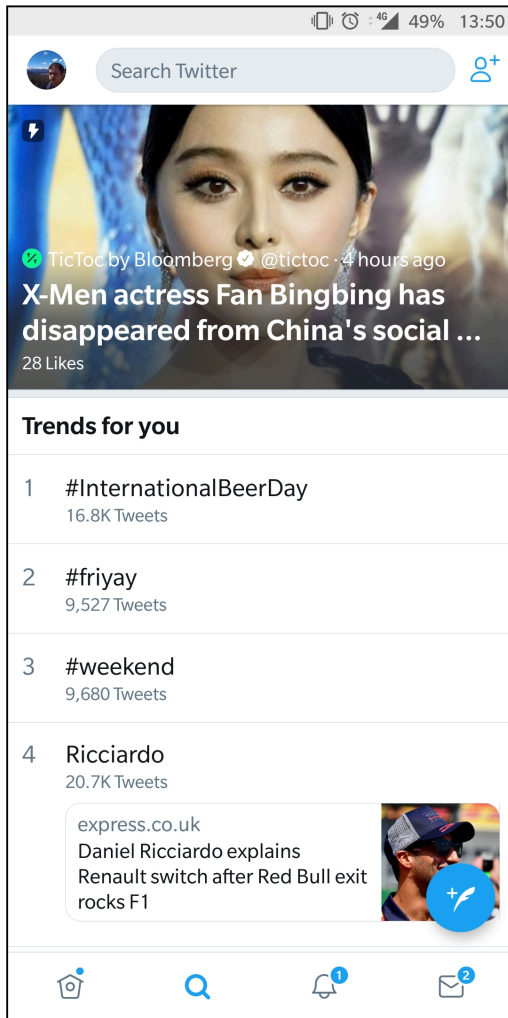 4G 49% 13:50
Search Twitter
TicToc by Bloomberg @tictoc · 4 hours ago
X-Men actress Fan Bingbing has
disappeared from China's social ...
28 Likes
Trends for you
1 #InternationalBeerDay
16.8K Tweets
2 #friyay
9,527 Tweets
3 #weekend
9,680 Tweets
4 Ricciardo
20.7K Tweets
express.co.uk
Daniel Ricciardo explains
Renault switch after Red Bull exit
rocks F1
1 2